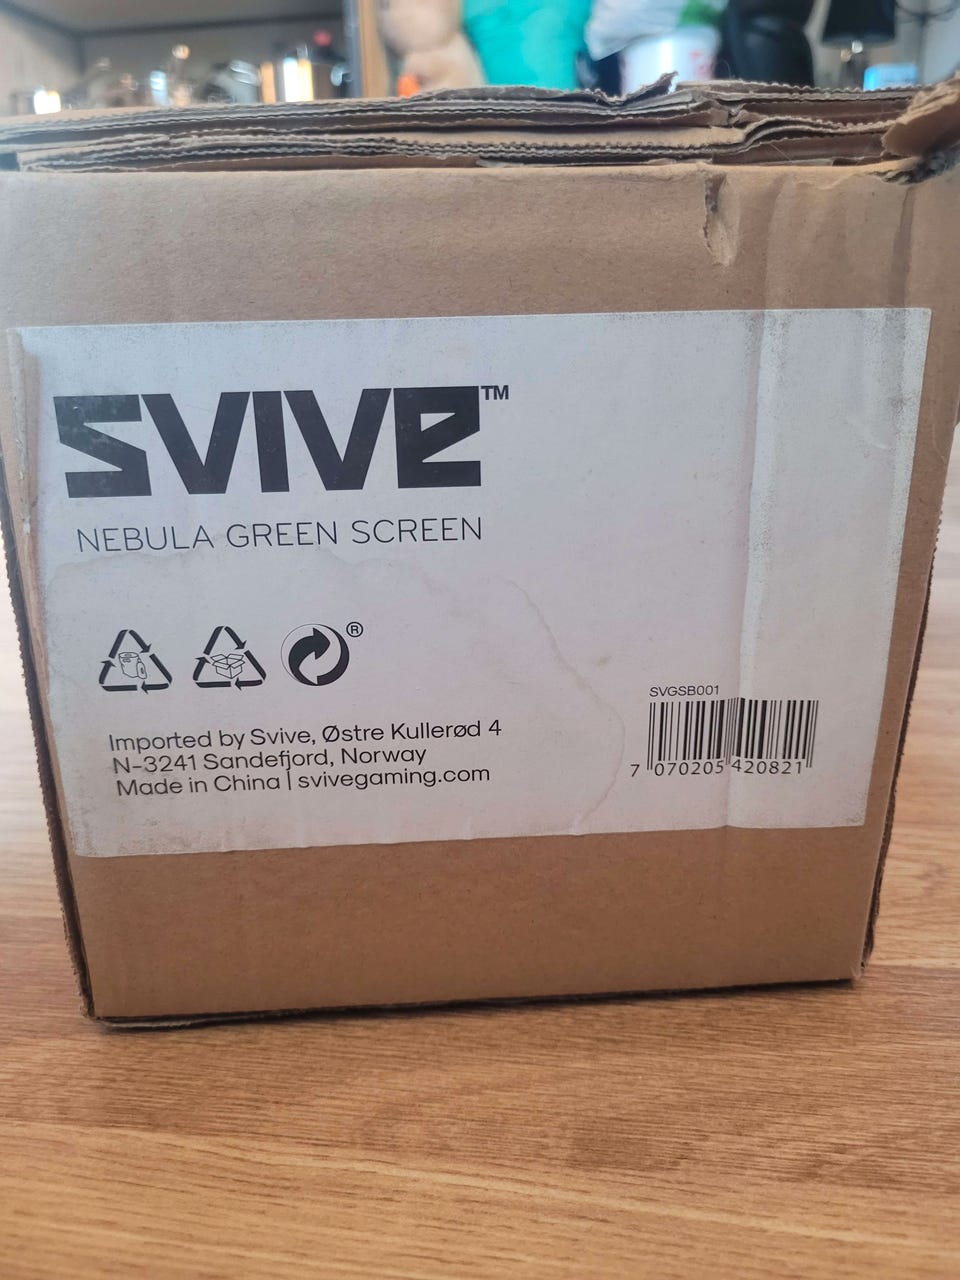 SVIVE™
NEBULA GREEN SCREEN
®
Imported by Svive, Østre Kullerød 4
N-3241 Sandefjord, Norway
Made in China | svivegaming.com
SVGSB001
7 070205 420821